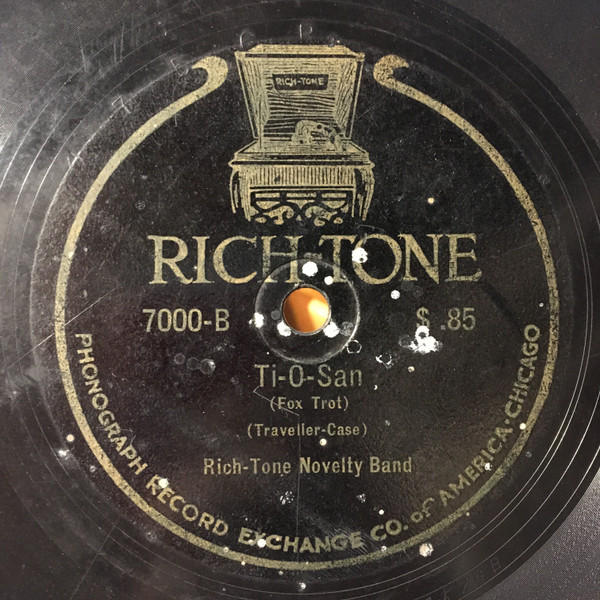 RICH-TONE
RICH-TONE
7000-B $ .85
Ti-O-San
(Fox Trot)
(Traveller-Case)
Rich-Tone Novelty Band
PHONOGRAPH RECORD EXCHANGE CO. OF AMERICA-CHICAGO